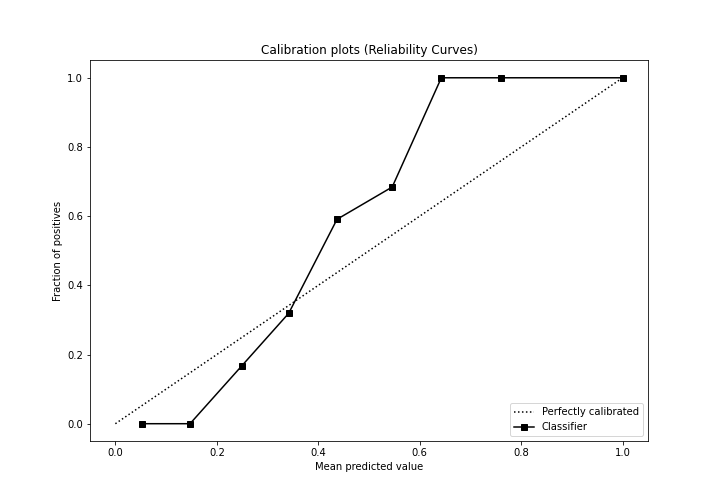 Calibration plots (Reliability Curves)
1.0
0.8
0.6
0.4
0.2
0.0
Fraction of positives
0.0 0.2 0.4 0.6 0.8 1.0
Mean predicted value
Perfectly calibrated
Classifier